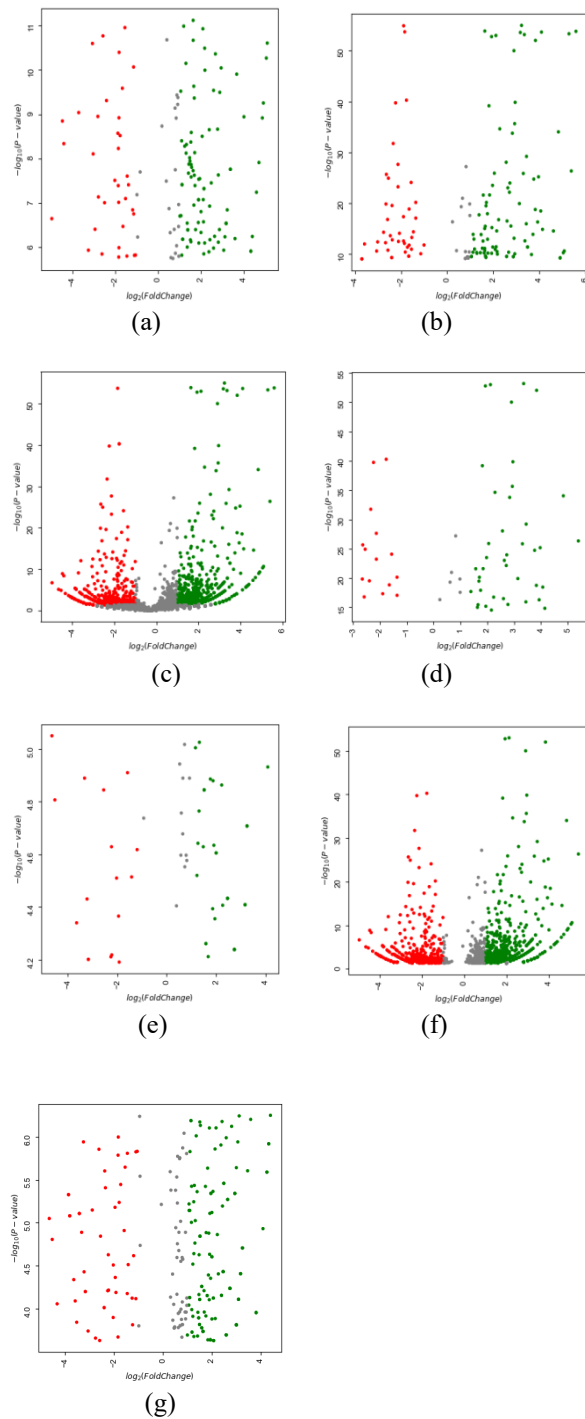 11
10
9
8
7
6
−log₁₀(P − value)
−4 −2 0 2 4
log₂(FoldChange)
(a)
50
40
30
20
10
−log₁₀(P − value)
−4 −2 0 2 4 6
log₂(FoldChange)
(b)
50
40
30
20
10
0
−log₁₀(P − value)
−4 −2 0 2 4 6
log₂(FoldChange)
(c)
55
50
45
40
35
30
25
20
15
−log₁₀(P − value)
−2 0 2 4
log₂(FoldChange)
(d)
5.0
4.8
4.6
4.4
4.2
−log₁₀(P − value)
−4 −2 0 2 4
log₂(FoldChange)
(e)
50
40
30
20
10
0
−log₁₀(P − value)
−4 −2 0 2 4
log₂(FoldChange)
(f)
6.0
5.5
5.0
4.5
4.0
−log₁₀(P − value)
−4 −2 0 2 4
log₂(FoldChange)
(g)